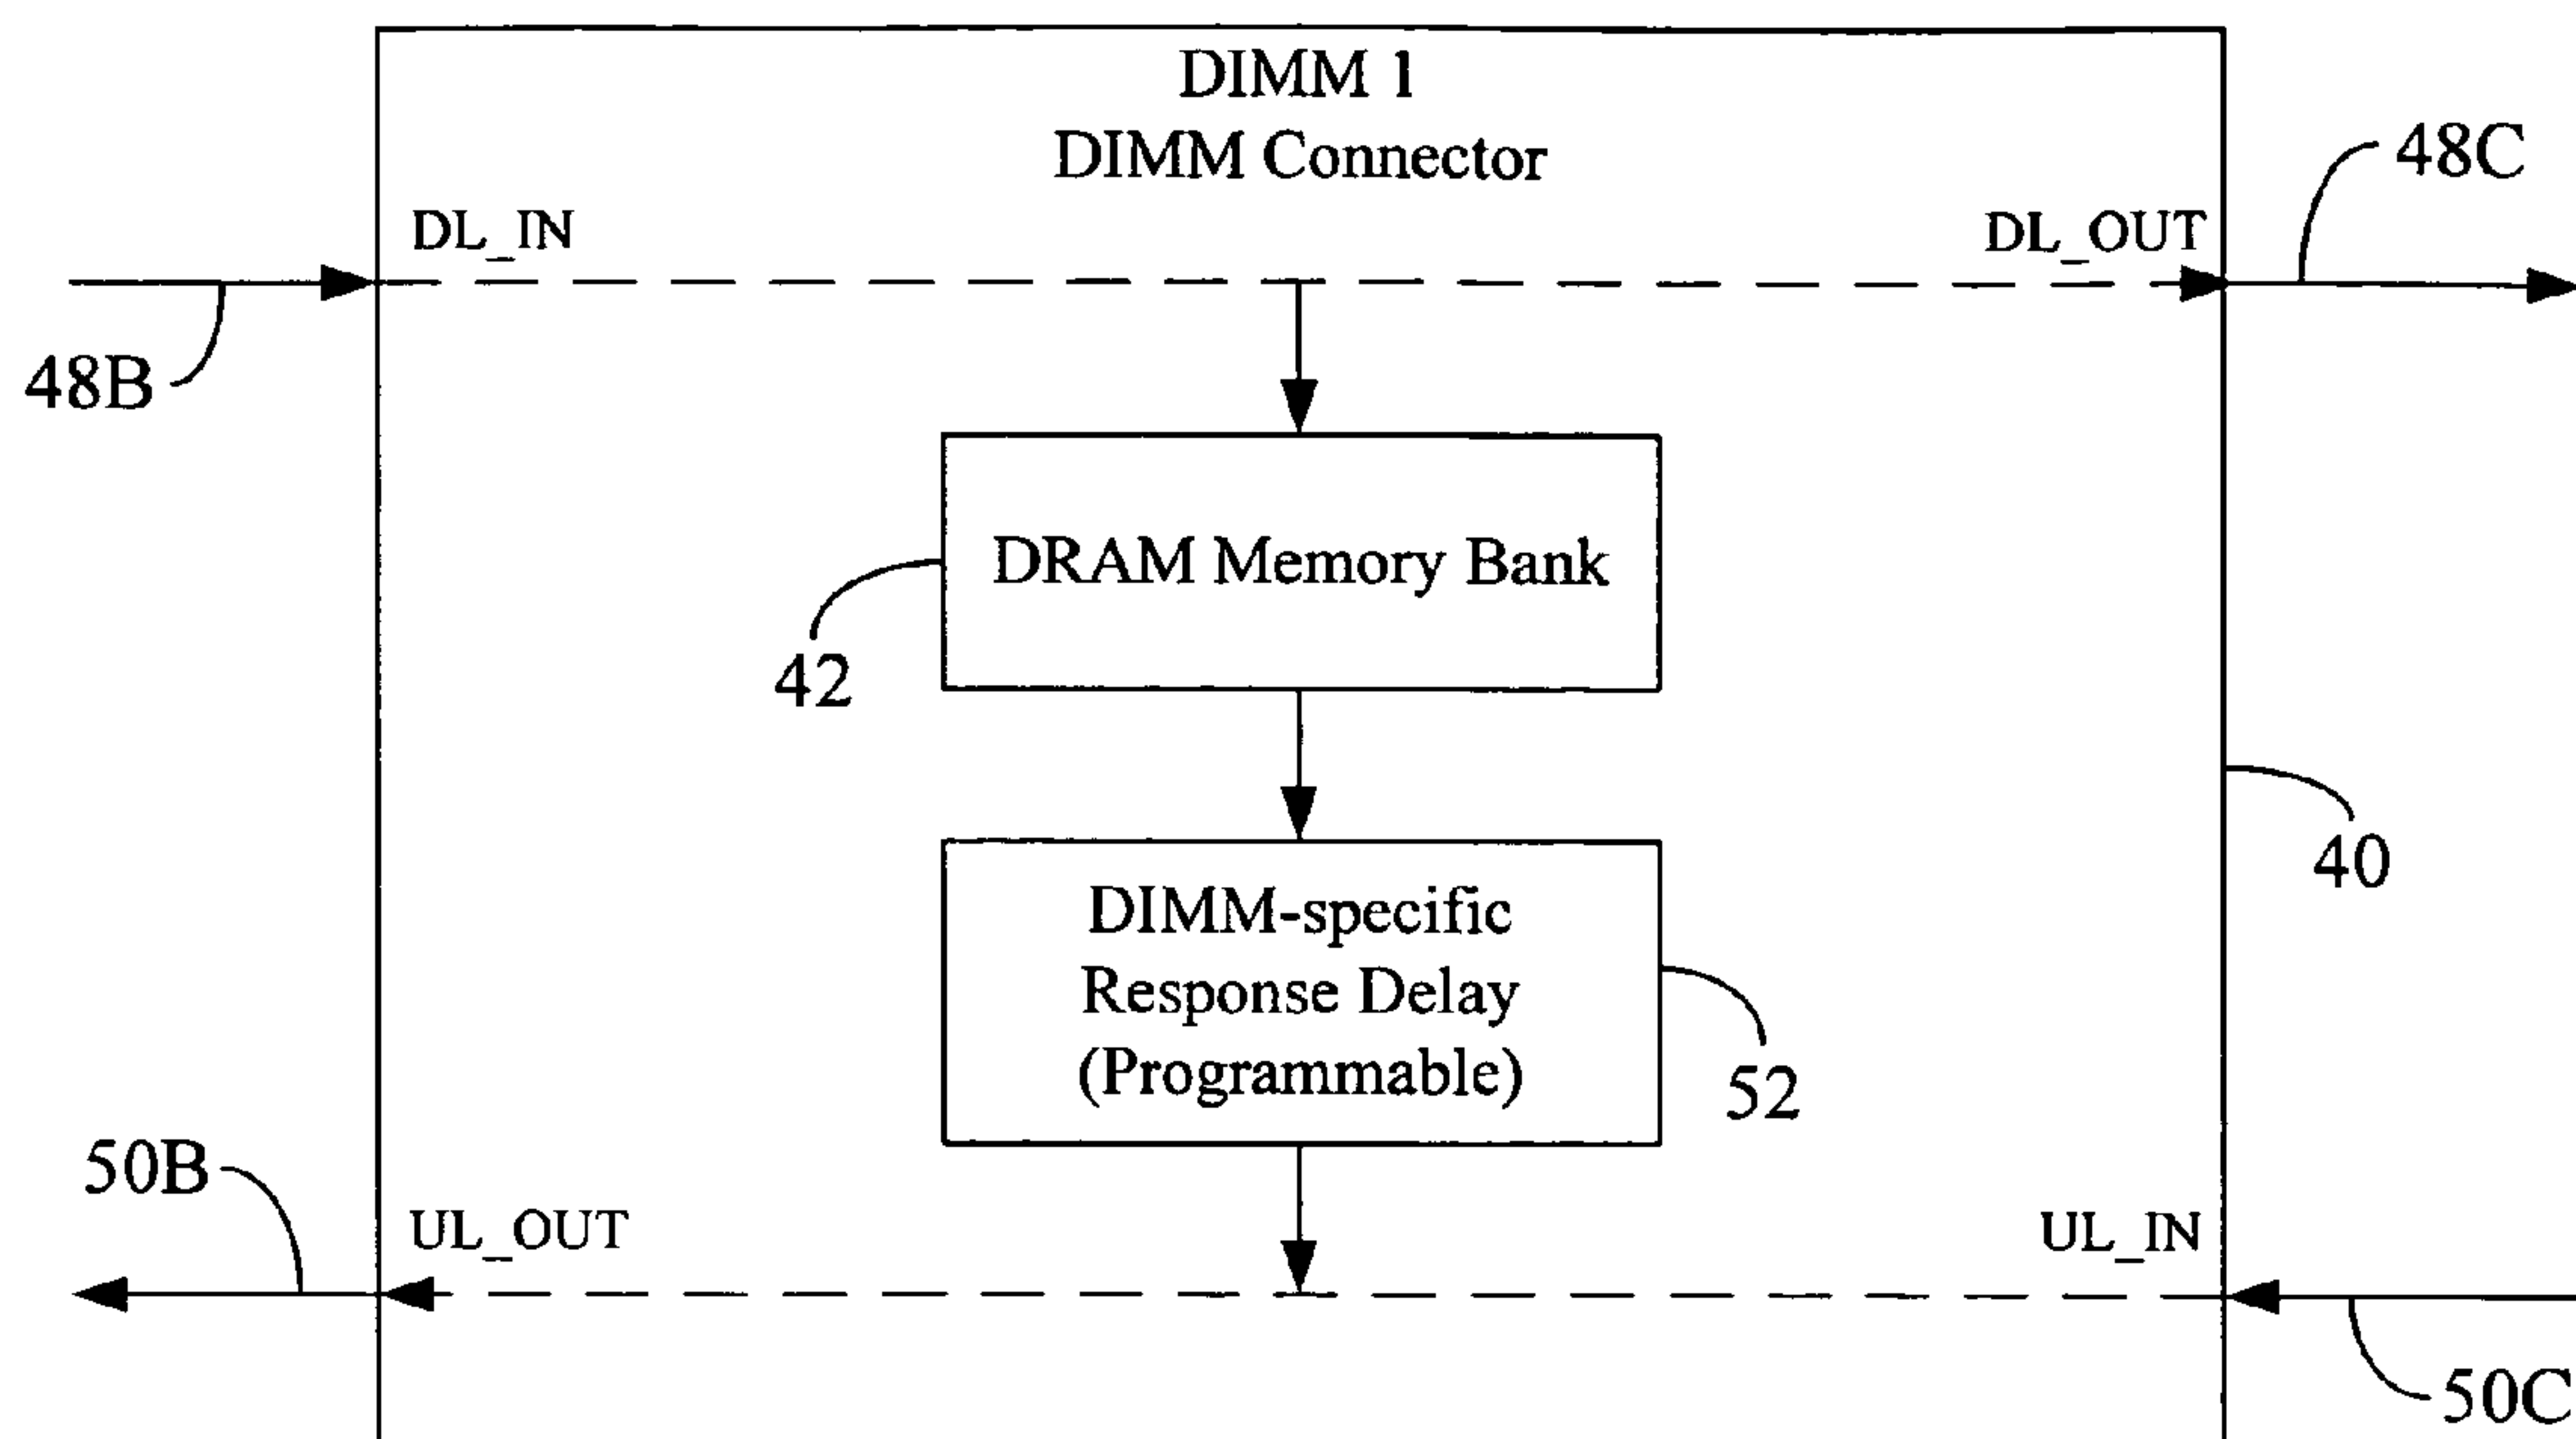 DIMM 1
DIMM Connector
48C
DL_IN
DL_OUT
48B
DRAM Memory Bank
42
40
DIMM-specific
Response Delay
(Programmable)
52
50B
UL_OUT
UL_IN
50C